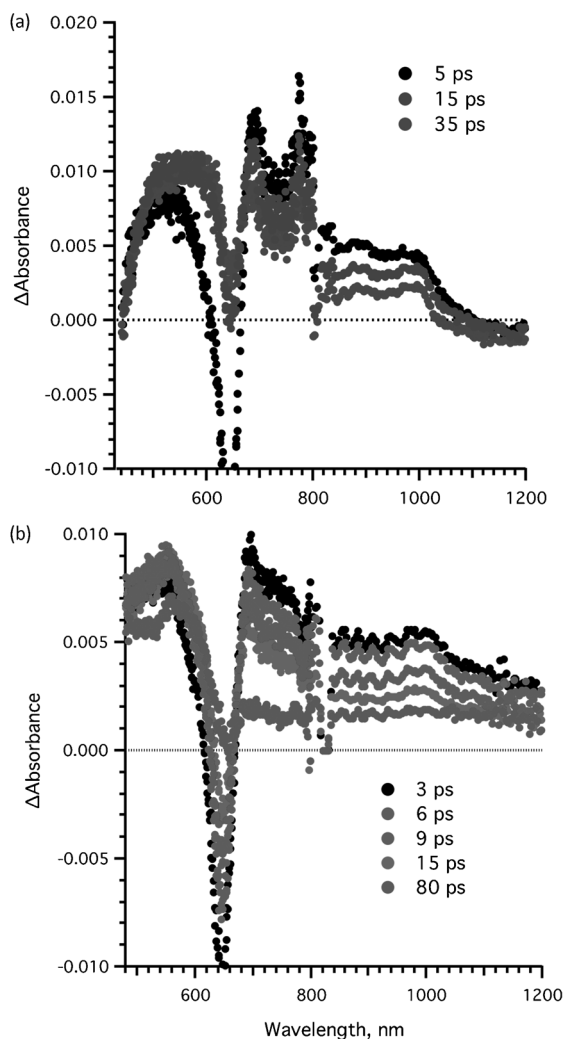 (a)
0.020
0.015
0.010
0.005
0.000
-0.005
-0.010
ΔAbsorbance
5 ps
15 ps
35 ps
600 800 1000 1200
(b)
0.010
0.005
0.000
-0.005
-0.010
ΔAbsorbance
3 ps
6 ps
9 ps
15 ps
80 ps
600 800 1000 1200
Wavelength, nm